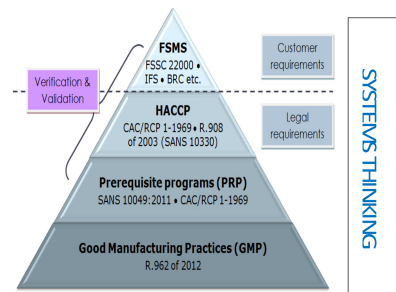 FSMS
FSSC 22000 •
IFS • BRC etc.
Customer
requirements
Verification &
Validation
HACCP
CAC/RCP 1-1969 • R.908
of 2003 (SANS 10330)
Legal
requirements
Prerequisite programs (PRP)
SANS 10049:2011 • CAC/RCP 1-1969
Good Manufacturing Practices (GMP)
R.962 of 2012
SYSTEMS THINKING